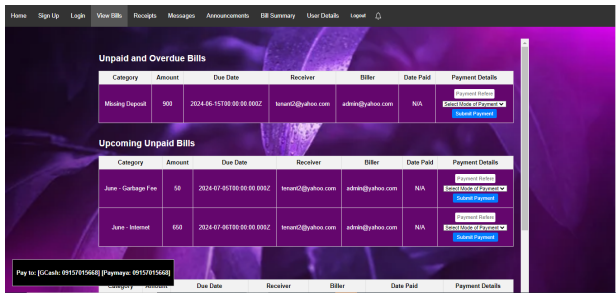 Home Sign Up Login View Bills Receipts Messages Announcements Bill Summary User Details Logout
Unpaid and Overdue Bills
Category Amount Due Date Receiver Biller Date Paid Payment Details
Payment Refere
Missing Deposit 900 2024-06-15T00:00:00.000Z tenant2@yahoo.com admin@yahoo.com N/A Select Mode of Payment
Submit Payment
Upcoming Unpaid Bills
Category Amount Due Date Receiver Biller Date Paid Payment Details
Payment Refere
June - Garbage Fee 50 2024-07-05T00:00:00.000Z tenant2@yahoo.com admin@yahoo.com N/A Select Mode of Payment
Submit Payment
Payment Refere
June - Internet 650 2024-07-06T00:00:00.000Z tenant2@yahoo.com admin@yahoo.com N/A Select Mode of Payment
Submit Payment
Pay to: [GCash: 09157015668] [Paymaya: 09157015668]
Category Amount Due Date Receiver Biller Date Paid Payment Details